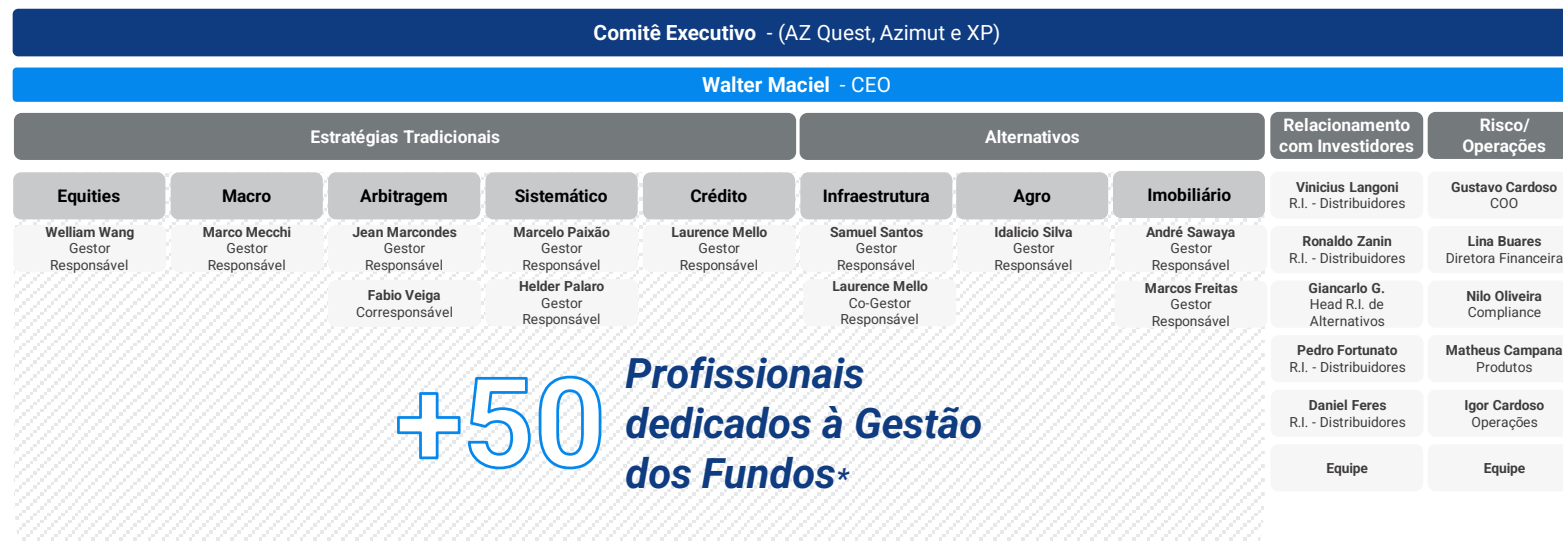 Comitê Executivo - (AZ Quest, Azimut e XP)
Walter Maciel - CEO
Estratégias Tradicionais
Alternativos
Relacionamento
com Investidores
Risco/
Operações
Equities
Macro
Arbitragem
Sistemático
Crédito
Infraestrutura
Agro
Imobiliário
Welliam Wang
Gestor
Responsável
Marco Mecchi
Gestor
Responsável
Jean Marcondes
Gestor
Responsável
Fabio Veiga
Corresponsável
Marcelo Paixão
Gestor
Responsável
Helder Palaro
Gestor
Responsável
Laurence Mello
Gestor
Responsável
Samuel Santos
Gestor
Responsável
Laurence Mello
Co-Gestor
Responsável
Idalicio Silva
Gestor
Responsável
André Sawaya
Gestor
Responsável
Marcos Freitas
Gestor
Responsável
Vinicius Langoni
R.I. - Distribuidores
Ronaldo Zanin
R.I. - Distribuidores
Giancarlo G.
Head R.I. de
Alternativos
Pedro Fortunato
R.I. - Distribuidores
Daniel Feres
R.I. - Distribuidores
Equipe
Gustavo Cardoso
COO
Lina Buares
Diretora Financeira
Nilo Oliveira
Compliance
Matheus Campana
Produtos
Igor Cardoso
Operações
Equipe
+50
Profissionais
dedicados à Gestão
dos Fundos*